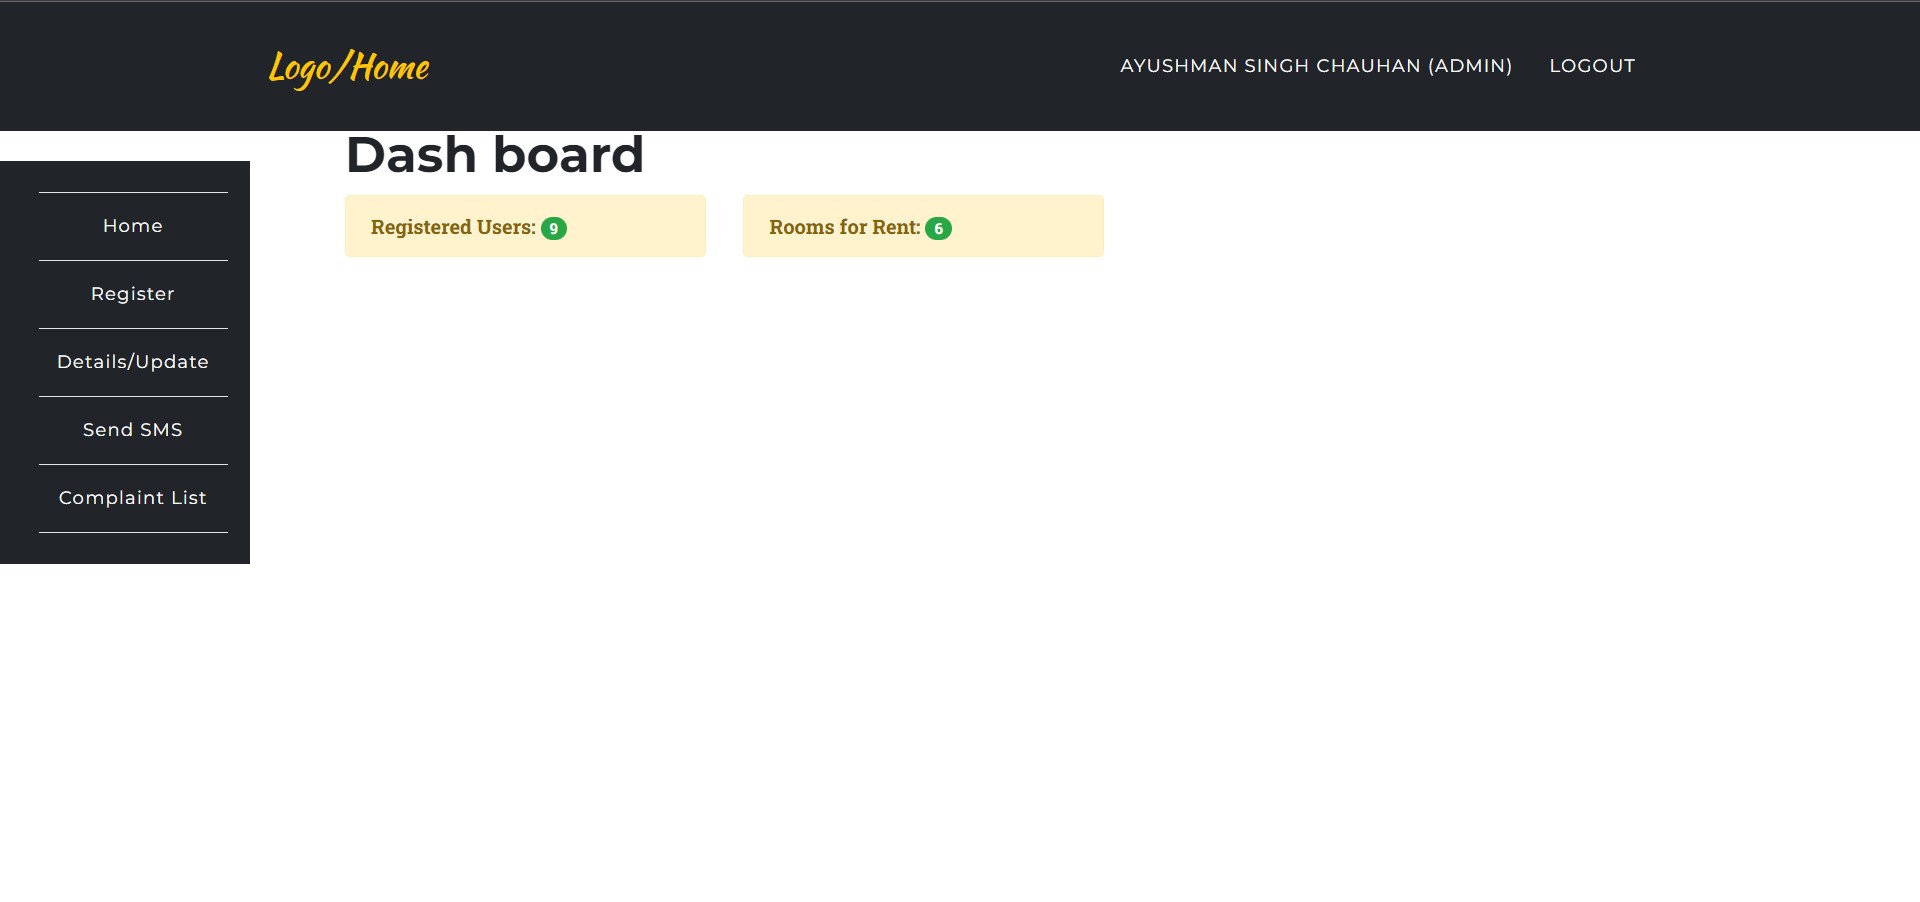 Logo/Home
AYUSHMAN SINGH CHAUHAN (ADMIN)
LOGOUT
Dash board
Home
Register
Details/Update
Send SMS
Complaint List
Registered Users: 9
Rooms for Rent: 6